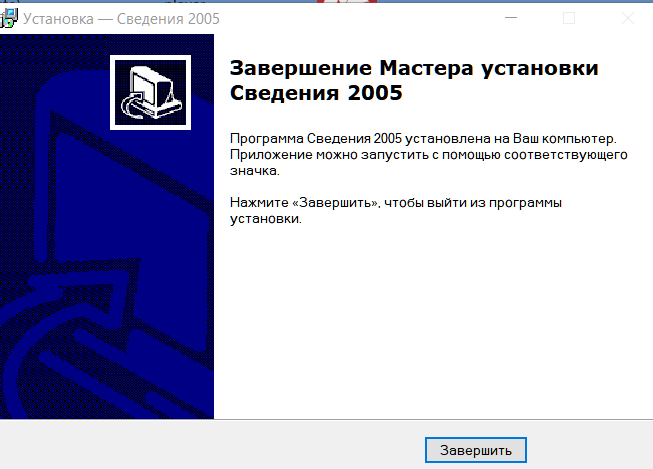 Установка — Сведения 2005
Завершение Мастера установки
Сведения 2005
Программа Сведения 2005 установлена на Ваш компьютер.
Приложение можно запустить с помощью соответствующего
значка.
Нажмите «Завершить», чтобы выйти из программы
установки.
Завершить